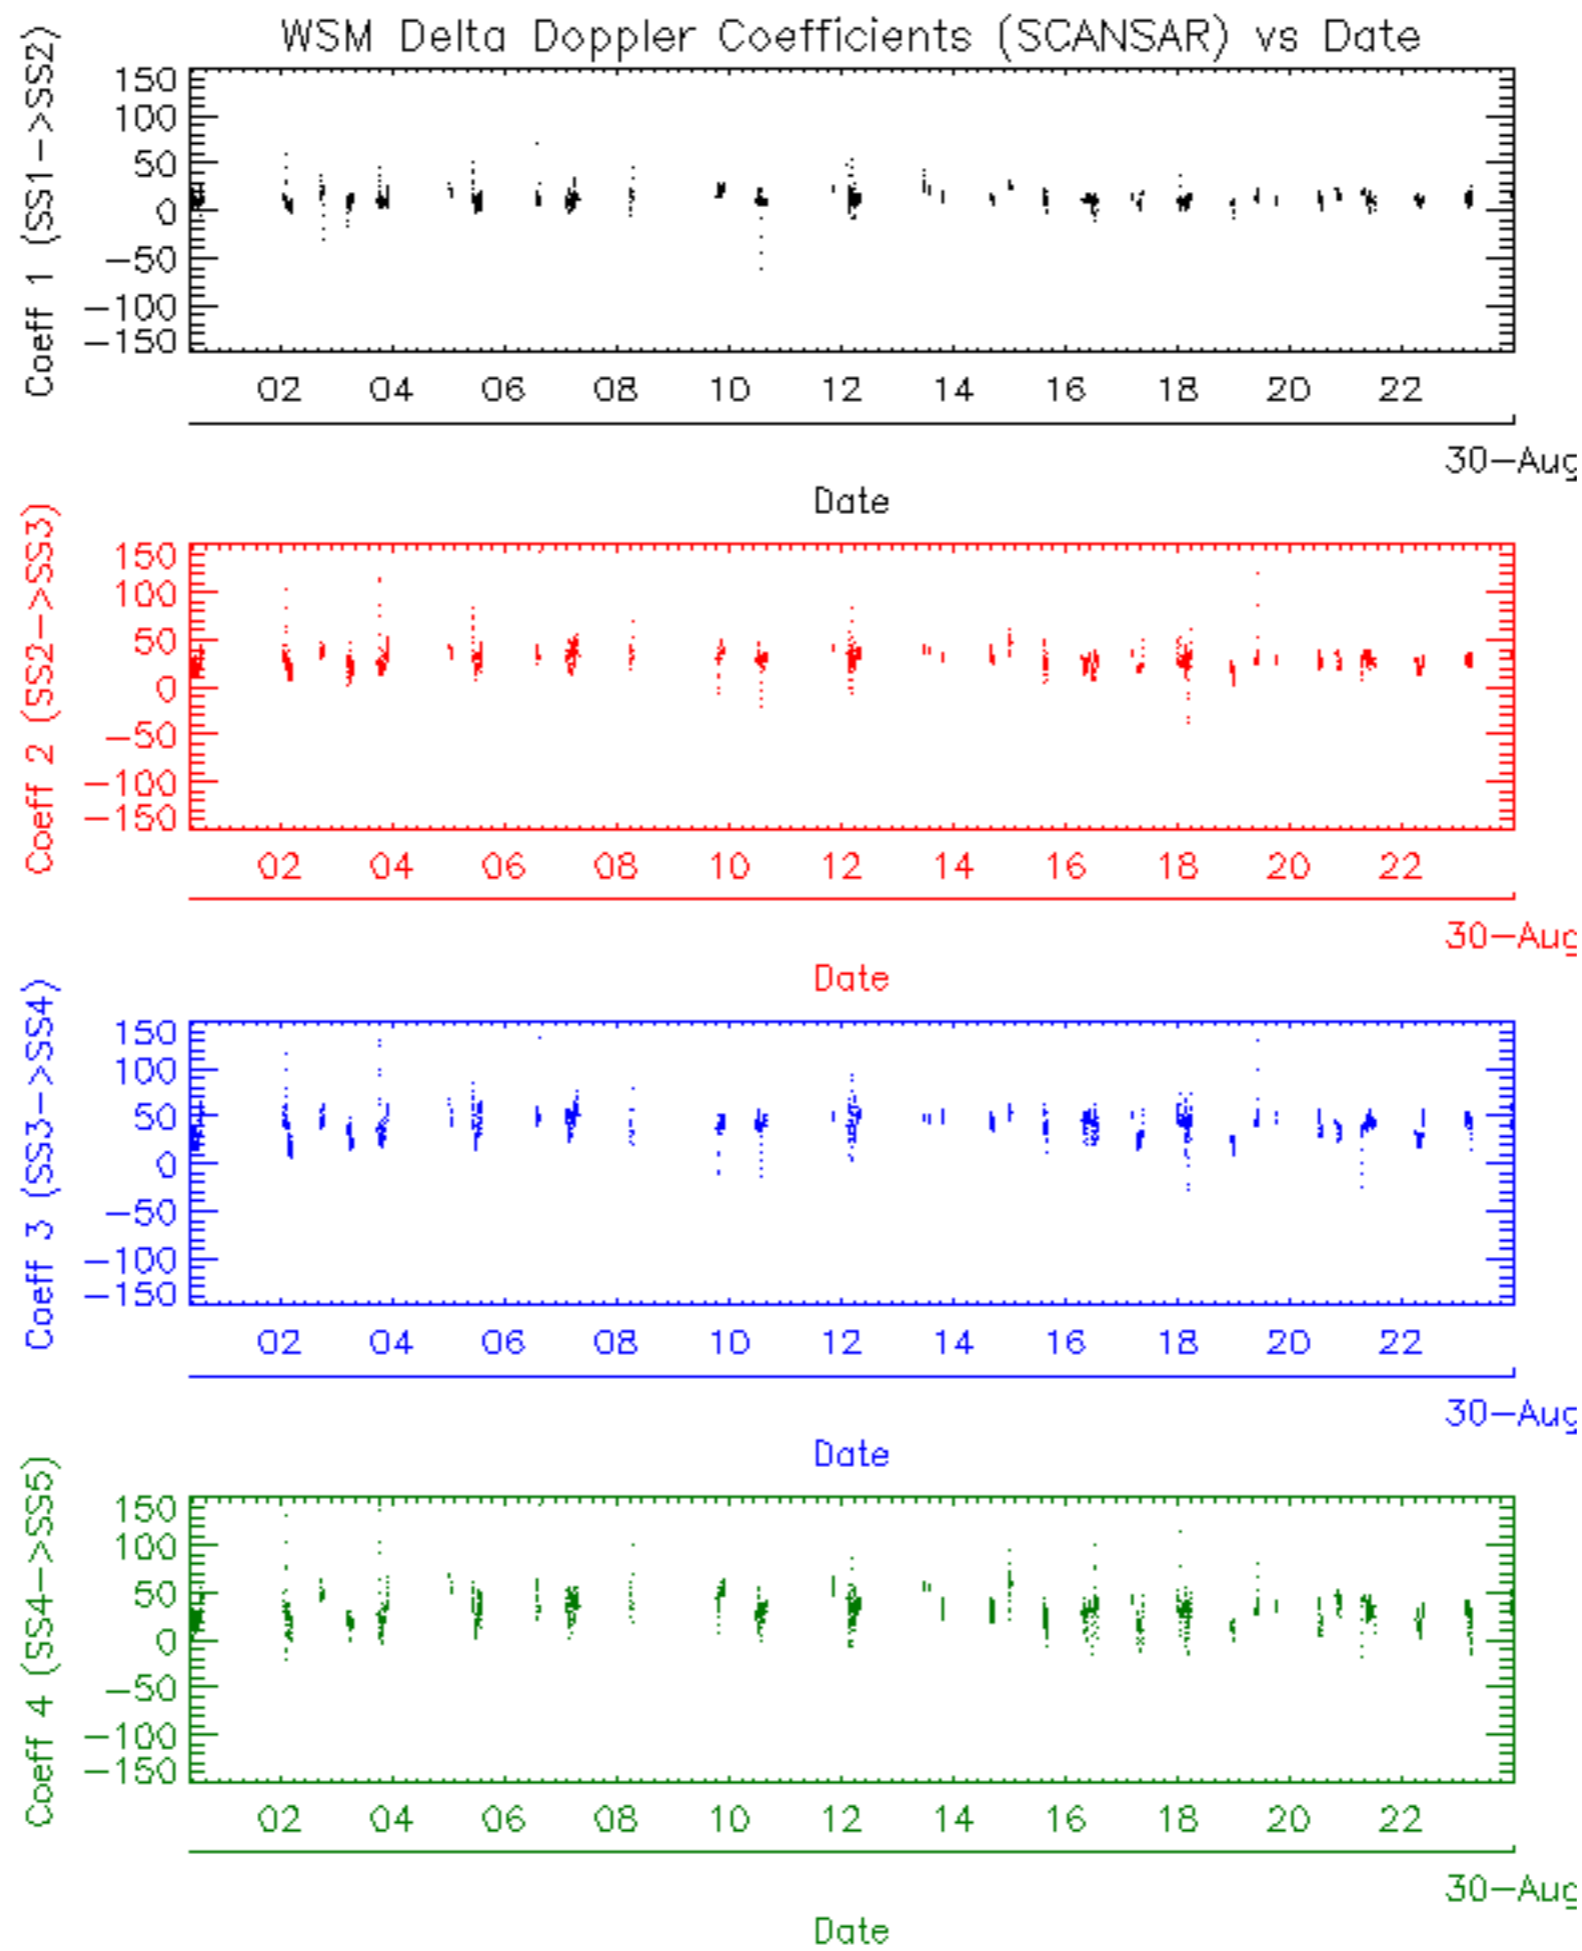 WSM Delta Doppler Coefficients (SCANSAR) vs Date
Coeff 1 (SS1->SS2)
150
100
50
0
-50
-100
-150
02 04 06 08 10 12 14 16 18 20 22
30-Aug
Date
Coeff 2 (SS2->SS3)
150
100
50
0
-50
-100
-150
02 04 06 08 10 12 14 16 18 20 22
30-Aug
Date
Coeff 3 (SS3->SS4)
150
100
50
0
-50
-100
-150
02 04 06 08 10 12 14 16 18 20 22
30-Aug
Date
Coeff 4 (SS4->SS5)
150
100
50
0
-50
-100
-150
02 04 06 08 10 12 14 16 18 20 22
30-Aug
Date